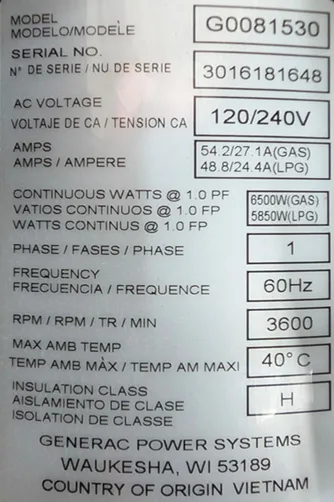 MODEL
MODELO/MODÈLE
G0081530
SERIAL NO.
N° DE SERIE / NU DE SERIE
3016181648
AC VOLTAGE
VOLTAJE DE CA / TENSION CA
120/240V
AMPS
AMPS / AMPERE
54.2/27.1A(GAS)
48.8/24.4A(LPG)
CONTINUOUS WATTS @ 1.0 PF
VATIOS CONTINUOS @ 1.0 FP
WATTS CONTINUS @ 1.0 FP
6500W(GAS)
5850W(LPG)
PHASE / FASES / PHASE
1
FREQUENCY
FRECUENCIA / FREQUENCE
60Hz
RPM / RPM / TR / MIN
3600
MAX AMB TEMP
TEMP AMB MÀX / TEMP AM MAXI
40°C
INSULATION CLASS
AISLAMIENTO DE CLASE
ISOLATION DE CLASSE
H
GENERAC POWER SYSTEMS
WAUKESHA, WI 53189
COUNTRY OF ORIGIN VIETNAM